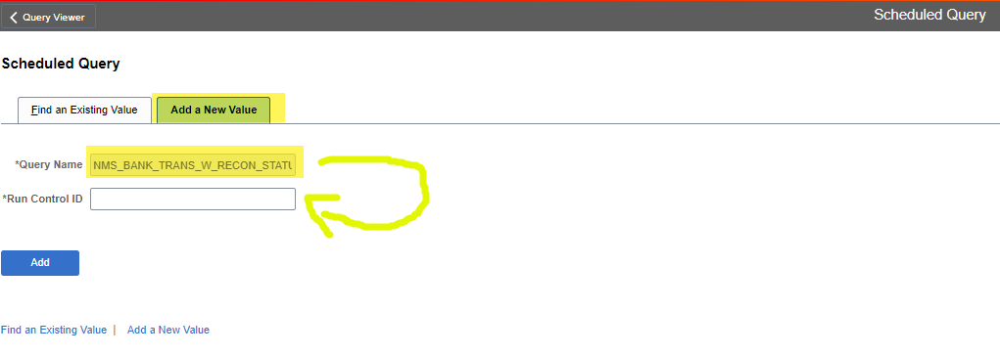 Query Viewer
Scheduled Query
Scheduled Query
Find an Existing Value
Add a New Value
*Query Name
NMS_BANK_TRANS_W_RECON_STATU
*Run Control ID
Add
Find an Existing Value | Add a New Value